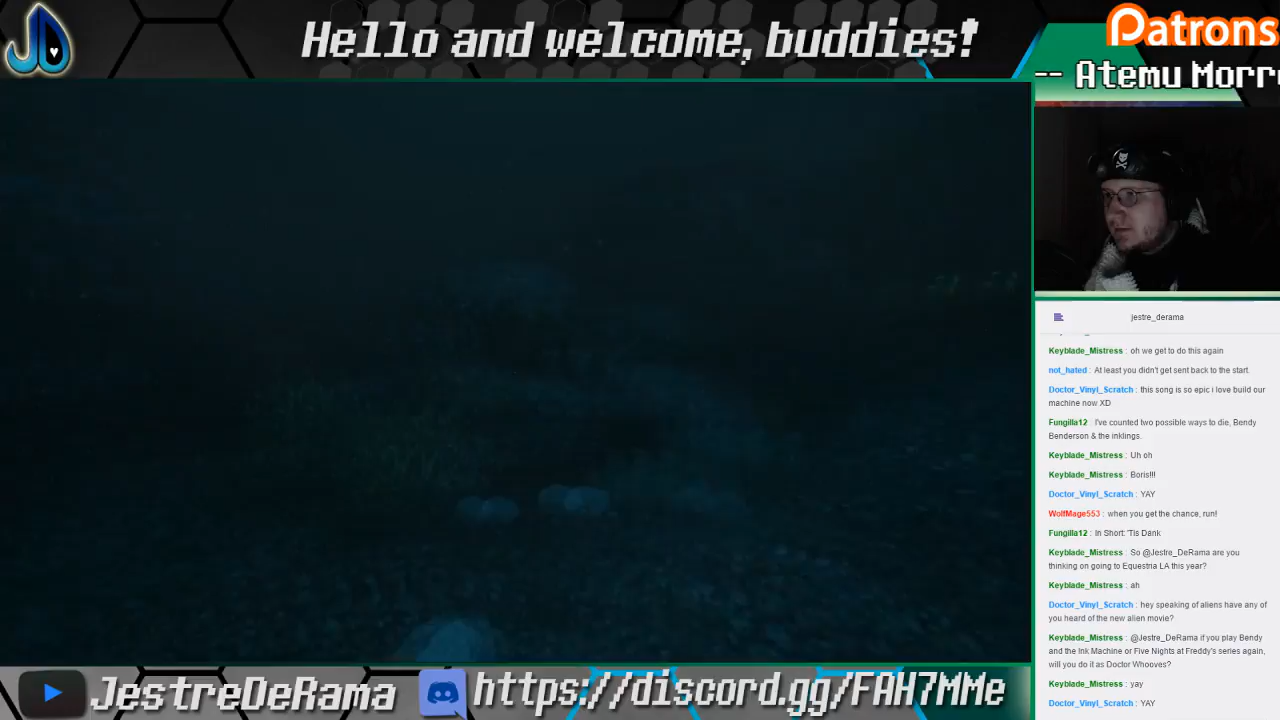 JD
Hello and welcome, buddies!
Patrons
-- Atemu Morr
jestre_derama
Keyblade_Mistress : oh we get to do this again
not_hated : At least you didn't get sent back to the start.
Doctor_Vinyl_Scratch : this song is so epic i love build our
machine now XD
Fungilla12 : I've counted two possible ways to die, Bendy
Benderson & the inklings.
Keyblade_Mistress : Uh oh
Keyblade_Mistress : Boris!!!
Doctor_Vinyl_Scratch : YAY
WolfMage553 : when you get the chance, run!
Fungilla12 : In Short: 'Tis Dank
Keyblade_Mistress : So @Jestre_DeRama are you
thinking on going to Equestria LA this year?
Keyblade_Mistress : ah
Doctor_Vinyl_Scratch : hey speaking of aliens have any of
you heard of the new alien movie?
Keyblade_Mistress : @Jestre_DeRama if you play Bendy
and the Ink Machine or Five Nights at Freddy's series again,
will you do it as Doctor Whooves?
Keyblade_Mistress : yay
Doctor_Vinyl_Scratch : YAY
JestreDeRama
https://discord.gg/FAH7MMe